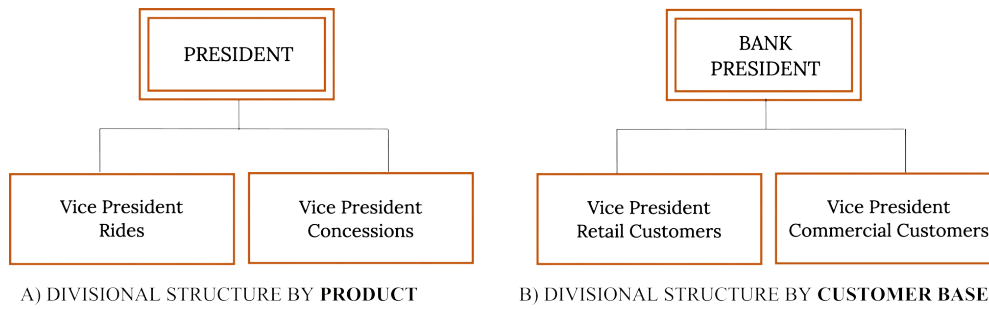 PRESIDENT
Vice President
Rides
Vice President
Concessions
A) DIVISIONAL STRUCTURE BY PRODUCT
BANK
PRESIDENT
Vice President
Retail Customers
Vice President
Commercial Customers
B) DIVISIONAL STRUCTURE BY CUSTOMER BASE